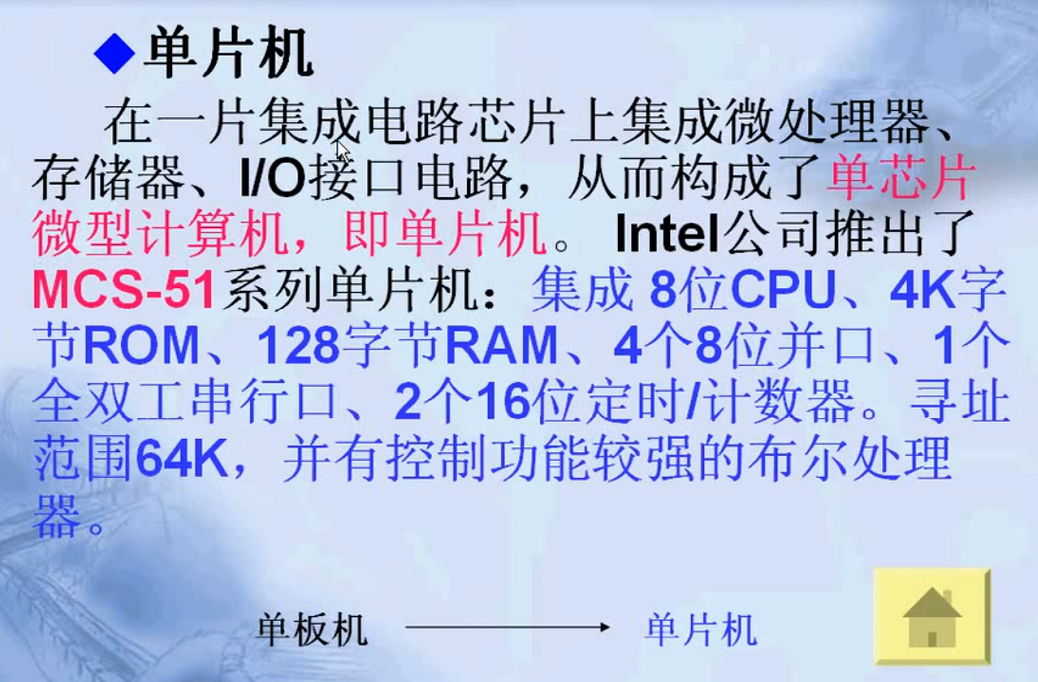 ◆单片机
在一片集成电路芯片上集成微处理器、
存储器、I/O接口电路，从而构成了单芯片
微型计算机，即单片机。 Intel公司推出了
MCS-51系列单片机：集成 8位CPU、4K字
节ROM、128字节RAM、4个8位并口、1个
全双工串行口、2个16位定时/计数器。寻址
范围64K，并有控制功能较强的布尔处理
器。
单板机 → 单片机